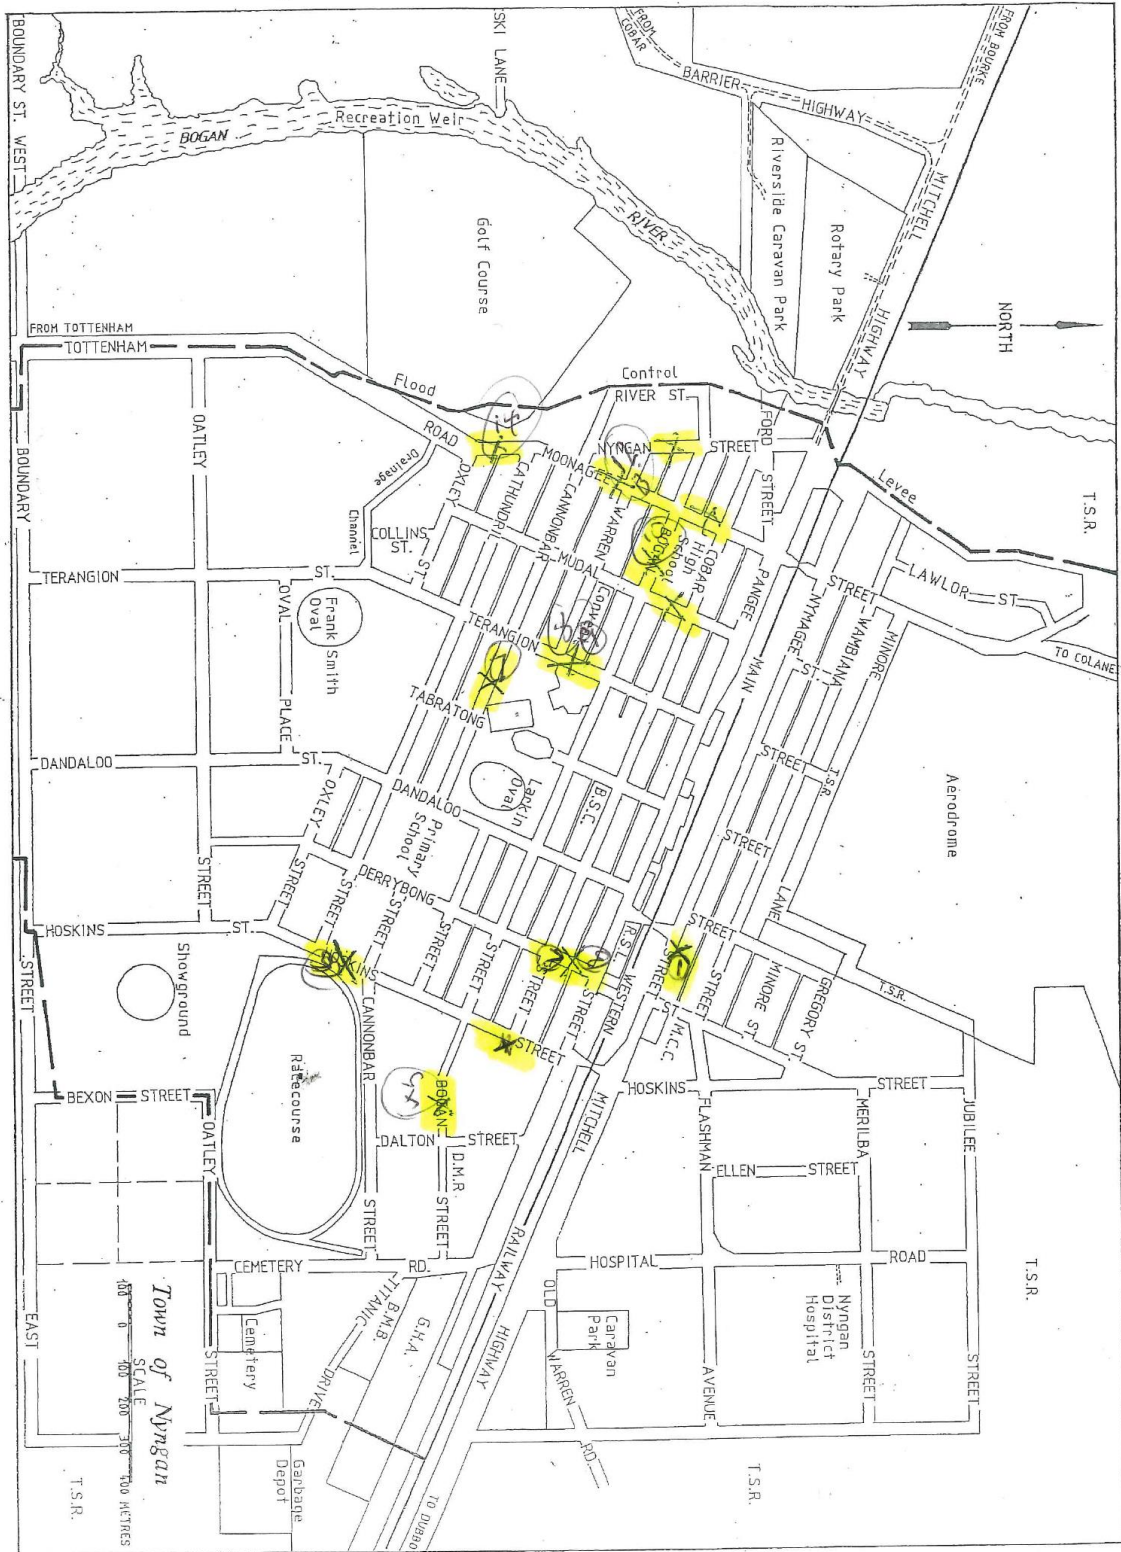 FROM BOURKE
MITCHELL
HIGHWAY
FROM
COBAR
BARRIER
HIGHWAY
SKI LANE
BOUNDARY ST. WEST
BOGAN
Recreation Weir
RIVER
Riverside Caravan Park
Rotary Park
NORTH
Golf Course
FROM TOTTENHAM
TOTTENHAM
Flood
Control
Levee
T.S.R.
RIVER ST.
FORD
STREET
NYNGAN
STREET
ROAD
MOONAGEE
OATLEY
BOUNDARY
Drainage
Channel
OXLEY
CATHUNDRIL
CANNONBAR
WARREN
BOGAN
High
School
COBAR
PANGEE
COLLINS
ST.
ST
MUDAL
Convent
MAIN
NYMAGEE
ST.
STREET
WAMBIANA
MINORE
LAWLOR ST
TO COLANE
TERANGION
ST.
TERANGION
OVAL
PLACE
Frank Smith
Oval
TABRATONG
DANDALOO
ST.
DANDALOO
Larkin
Oval
B.S.C.
STREET
T.S.R.
STREET
Aerodrome
OXLEY
STREET
Primary
School
DERRYBONG
STREET
STREET
STREET
STREET
STREET
STREET
STREET
LANE
STREET
HOSKINS
ST.
HOSKINS
STREET
R.S.L.
WESTERN
STREET
STREET
ST
M.C.C.
MINORE
ST.
GREGORY
ST.
T.S.R.
STREET
Showground
CANNONBAR
STREET
Racecourse
BOGAN
DALTON
STREET
D.M.R.
STREET
BEXON
STREET
OATLEY
MITCHELL
HOSKINS
STREET
FLASHMAN
MERILBA
JUBILEE
ELLEN
STREET
RAILWAY
HIGHWAY
HOSPITAL
ROAD
CEMETERY
RD.
TITANIC
DRIVE
B.M.B.
G.H.A.
OLD
WARREN
RD.
Caravan
Park
Nyngan
District
Hospital
T.S.R.
AVENUE
STREET
STREET
Cemetery
STREET
EAST
Town of Nyngan
SCALE
100 0 100 200 300 400 METRES
Garbage
Depot
T.S.R.
TO DUBBO
T.S.R.